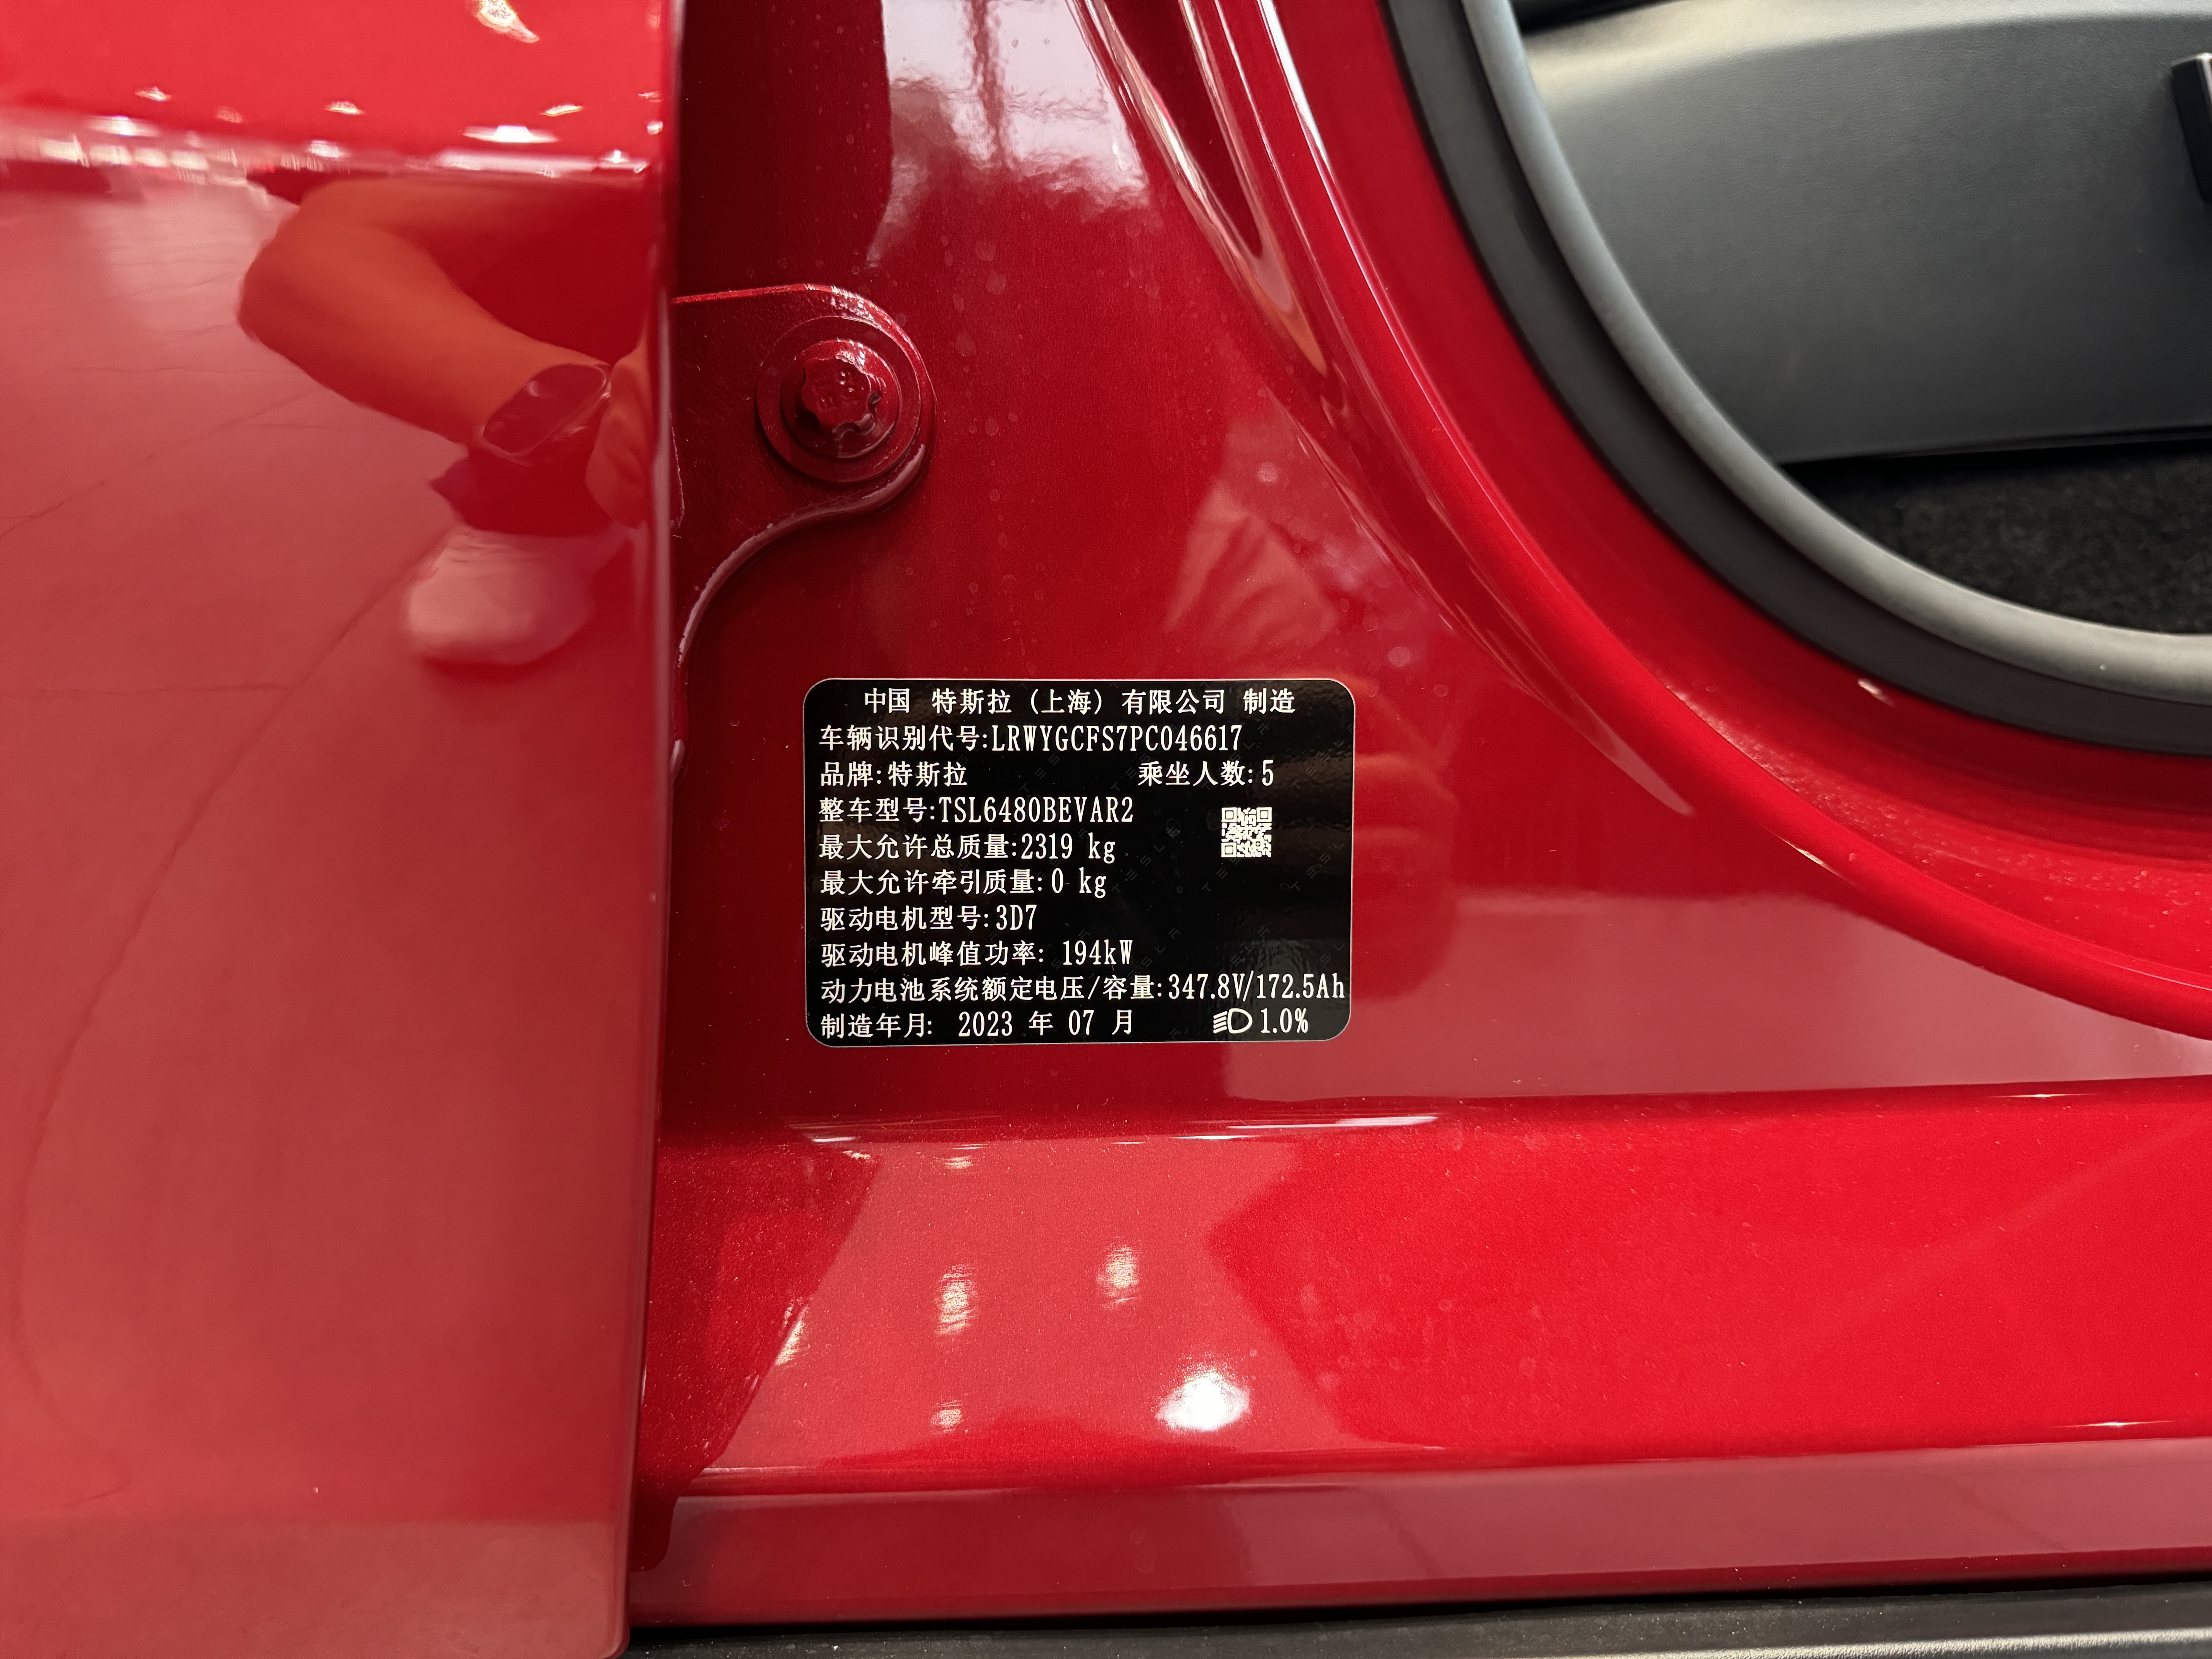 中国 特斯拉（上海）有限公司 制造
车辆识别代号:LRWYGCFS7PC046617
品牌:特斯拉 乘坐人数:5
整车型号:TSL6480BEVAR2
最大允许总质量:2319 kg
最大允许牵引质量:0 kg
驱动电机型号:3D7
驱动电机峰值功率: 194kW
动力电池系统额定电压/容量:347.8V/172.5Ah
制造年月: 2023 年 07 月 1.0%